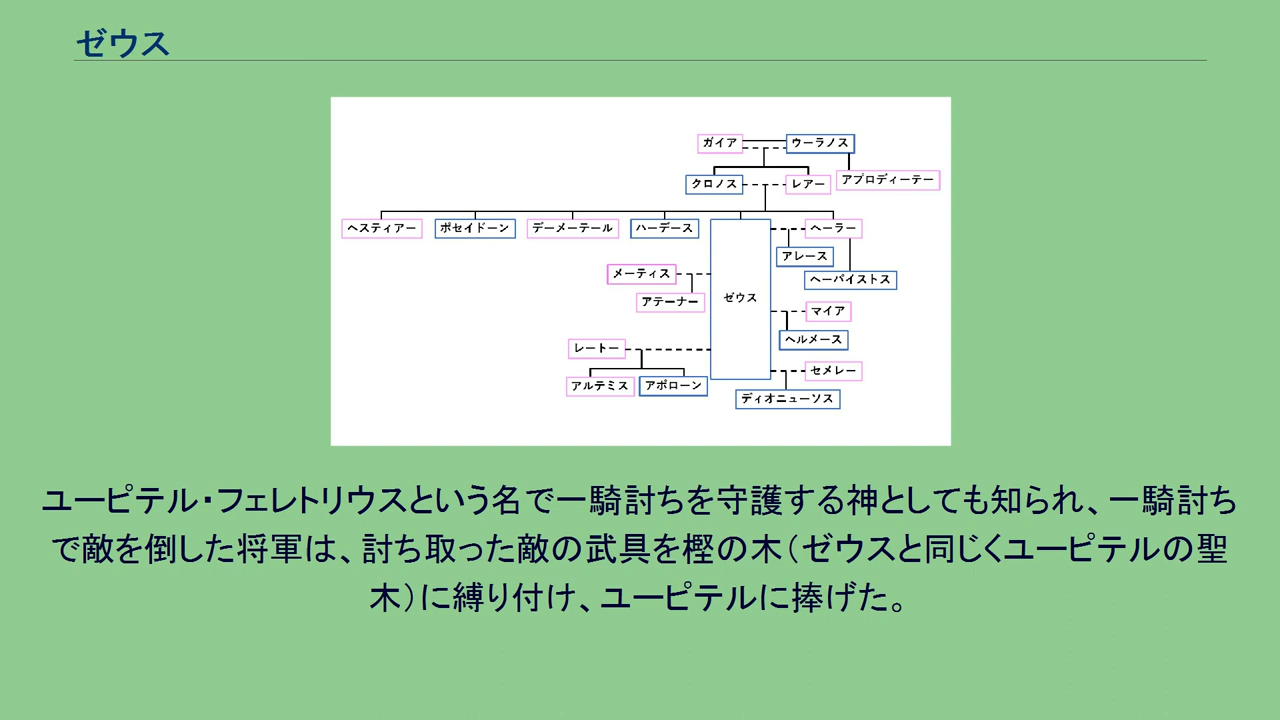 ゼウス
ガイア
ウーラノス
クロノス
レアー
アプロディーテー
ヘスティアー
ポセイドーン
デーメーテール
ハーデース
ヘーラー
アレース
メーティス
ヘーパイストス
ゼウス
アテーナー
マイア
ヘルメース
レートー
セメレー
アルテミス
アポローン
ディオニューソス
ユーピテル・フェレトリウスという名で一騎討ちを守護する神としても知られ、一騎討ち
で敵を倒した将軍は、討ち取った敵の武具を樫の木（ゼウスと同じくユーピテルの聖
木）に縛り付け、ユーピテルに捧げた。